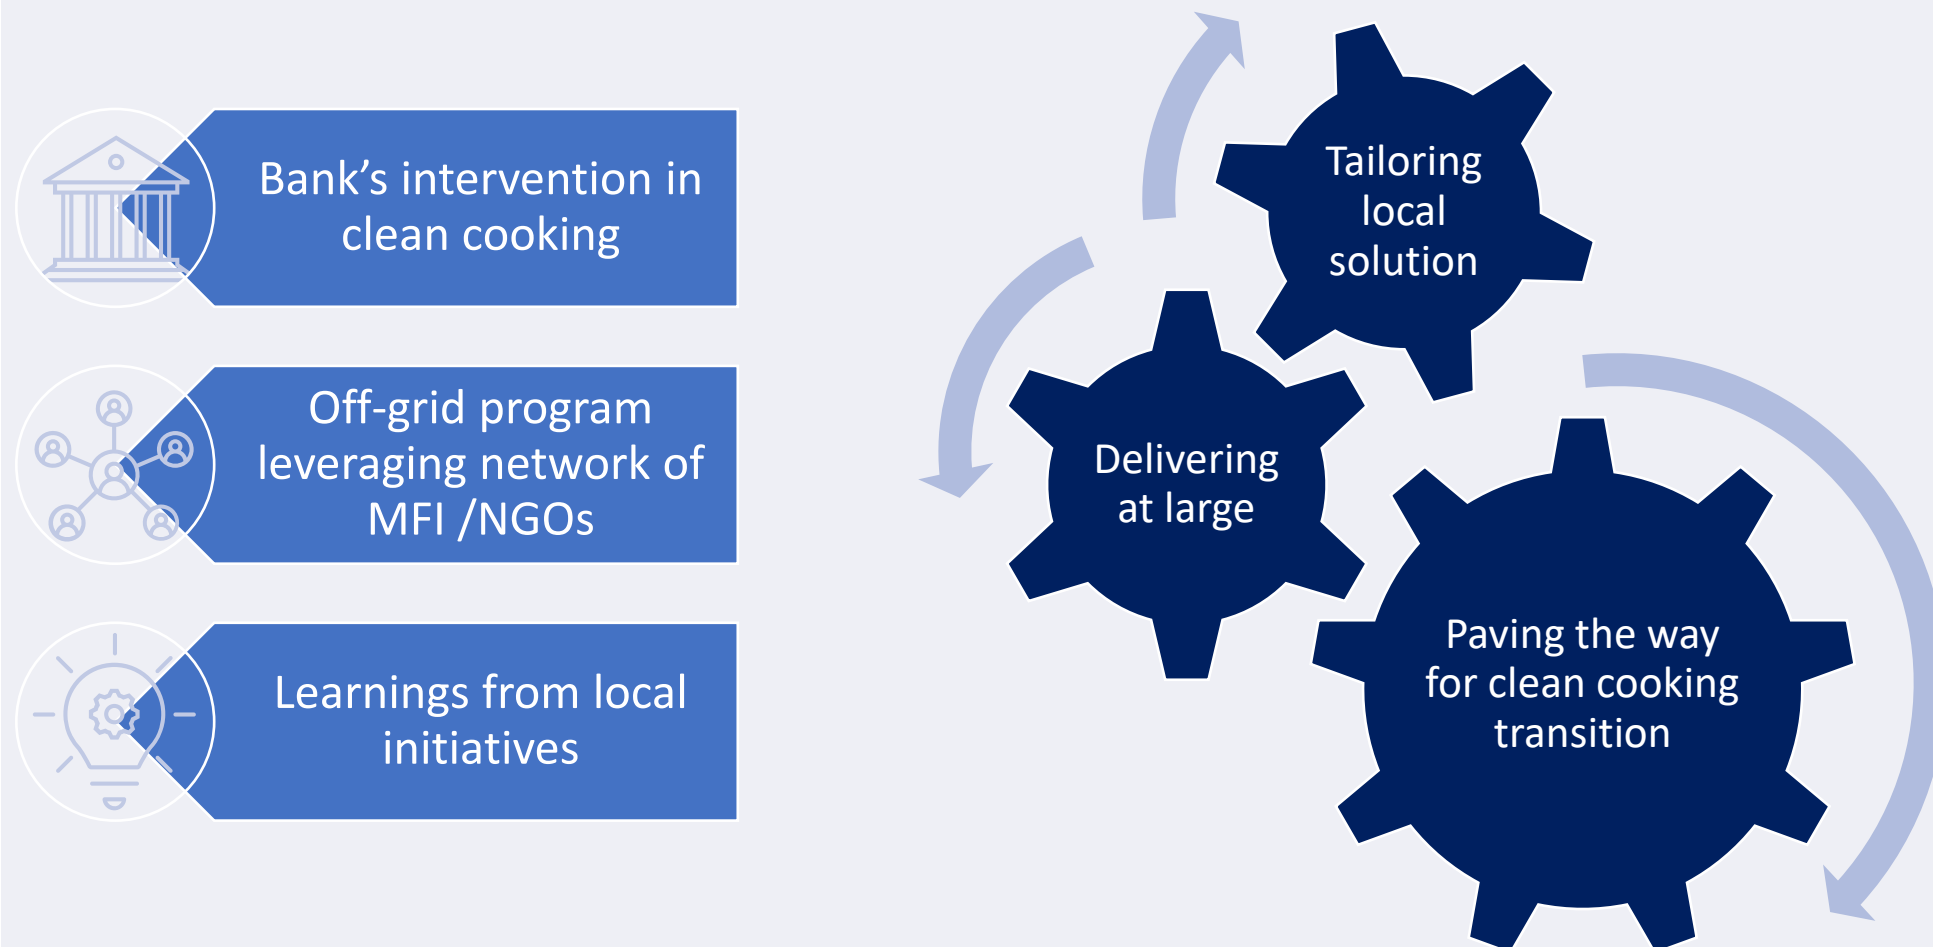 Bank’s intervention in
clean cooking
Off-grid program
leveraging network of
MFI /NGOs
Learnings from local
initiatives
Tailoring
local
solution
Delivering
at large
Paving the way
for clean cooking
transition